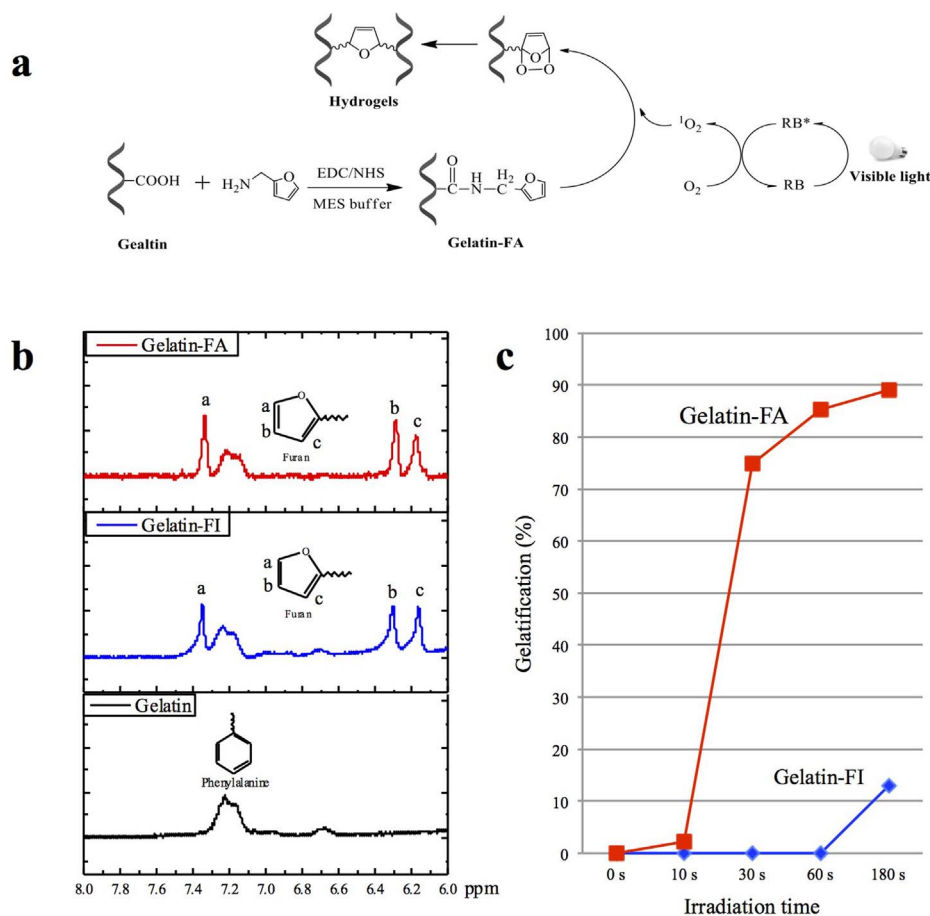 a
Hydrogels
O
O
O-O
¹O₂
RB*
O₂
RB
Visible light
COOH
+
H₂N
O
EDC/NHS
MES buffer
O
C
H
N
H₂
C
O
Gealtin
Gelatin-FA
b
Gelatin-FA
a
O
a
b
c
Furan
b
c
Gelatin-FI
a
O
a
b
c
Furan
b
c
Gelatin
Phenylalanine
8.0 7.8 7.6 7.4 7.2 7.0 6.8 6.6 6.4 6.2 6.0 ppm
c
Gelatification (%)
100
90
80
70
60
50
40
30
20
10
0
Gelatin-FA
Gelatin-FI
0 s 10 s 30 s 60 s 180 s
Irradiation time